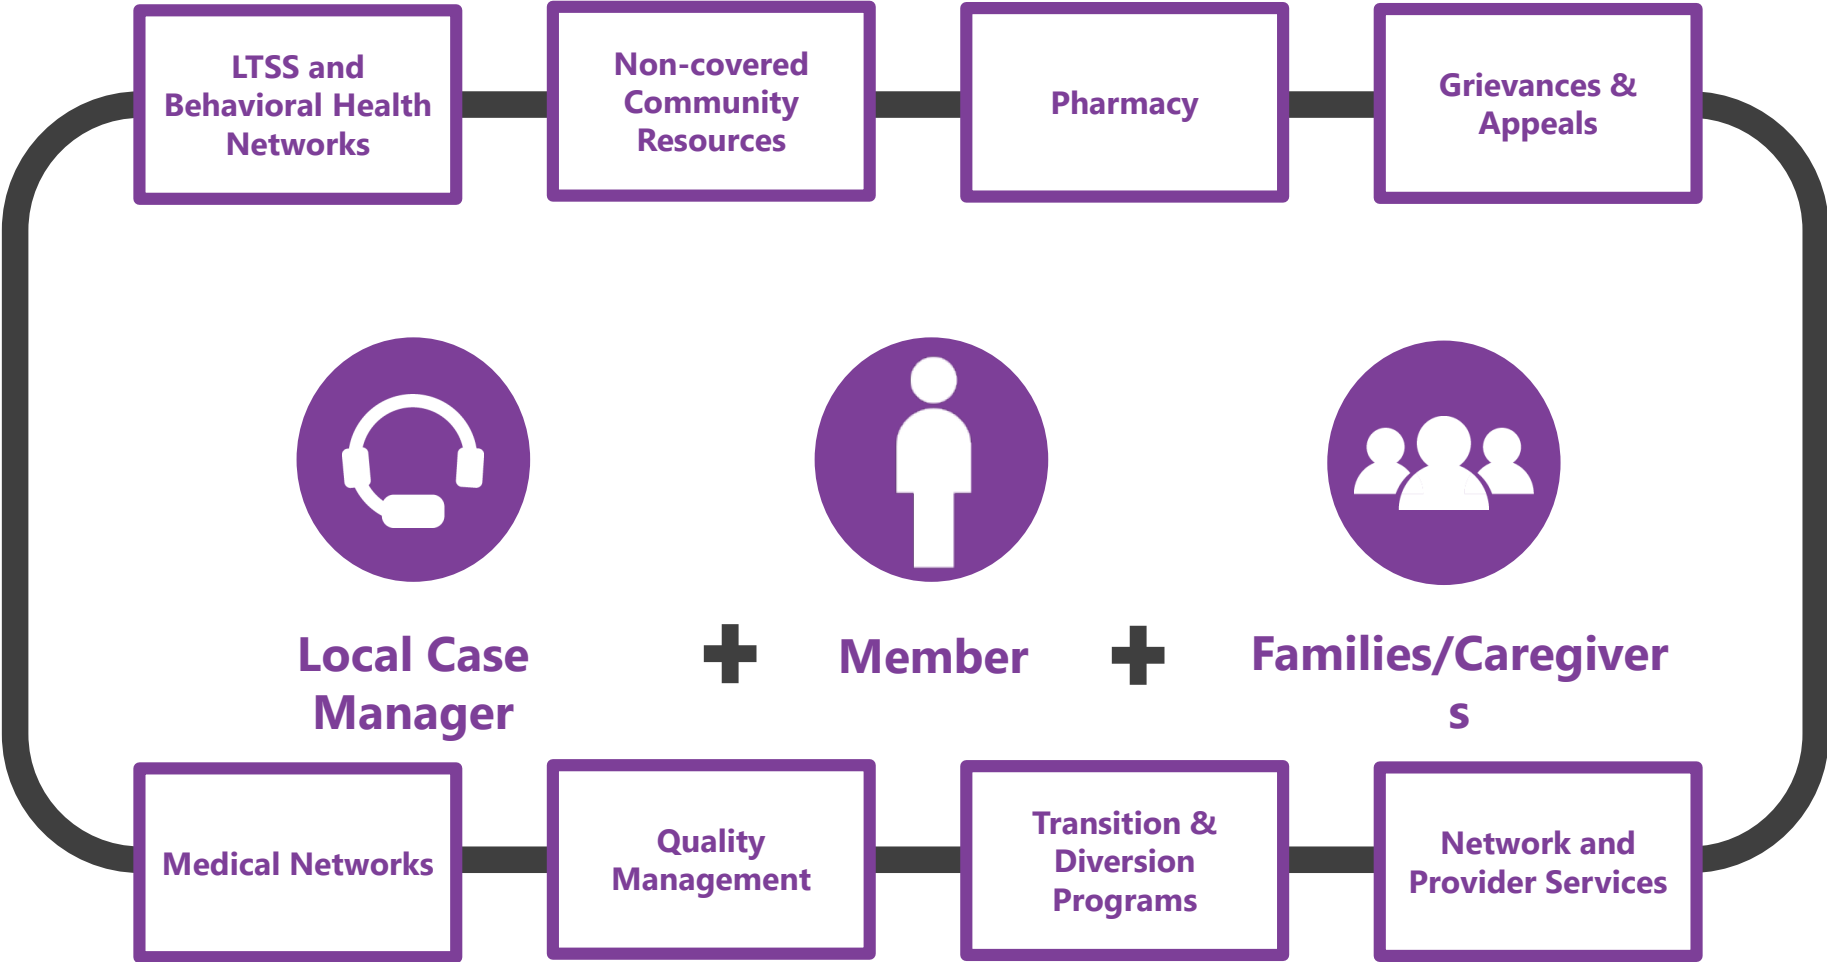 LTSS and
Behavioral Health
Networks
Non-covered
Community
Resources
Pharmacy
Grievances &
Appeals
Local Case
Manager
Member
Families/Caregiver
s
Medical Networks
Quality
Management
Transition &
Diversion
Programs
Network and
Provider Services